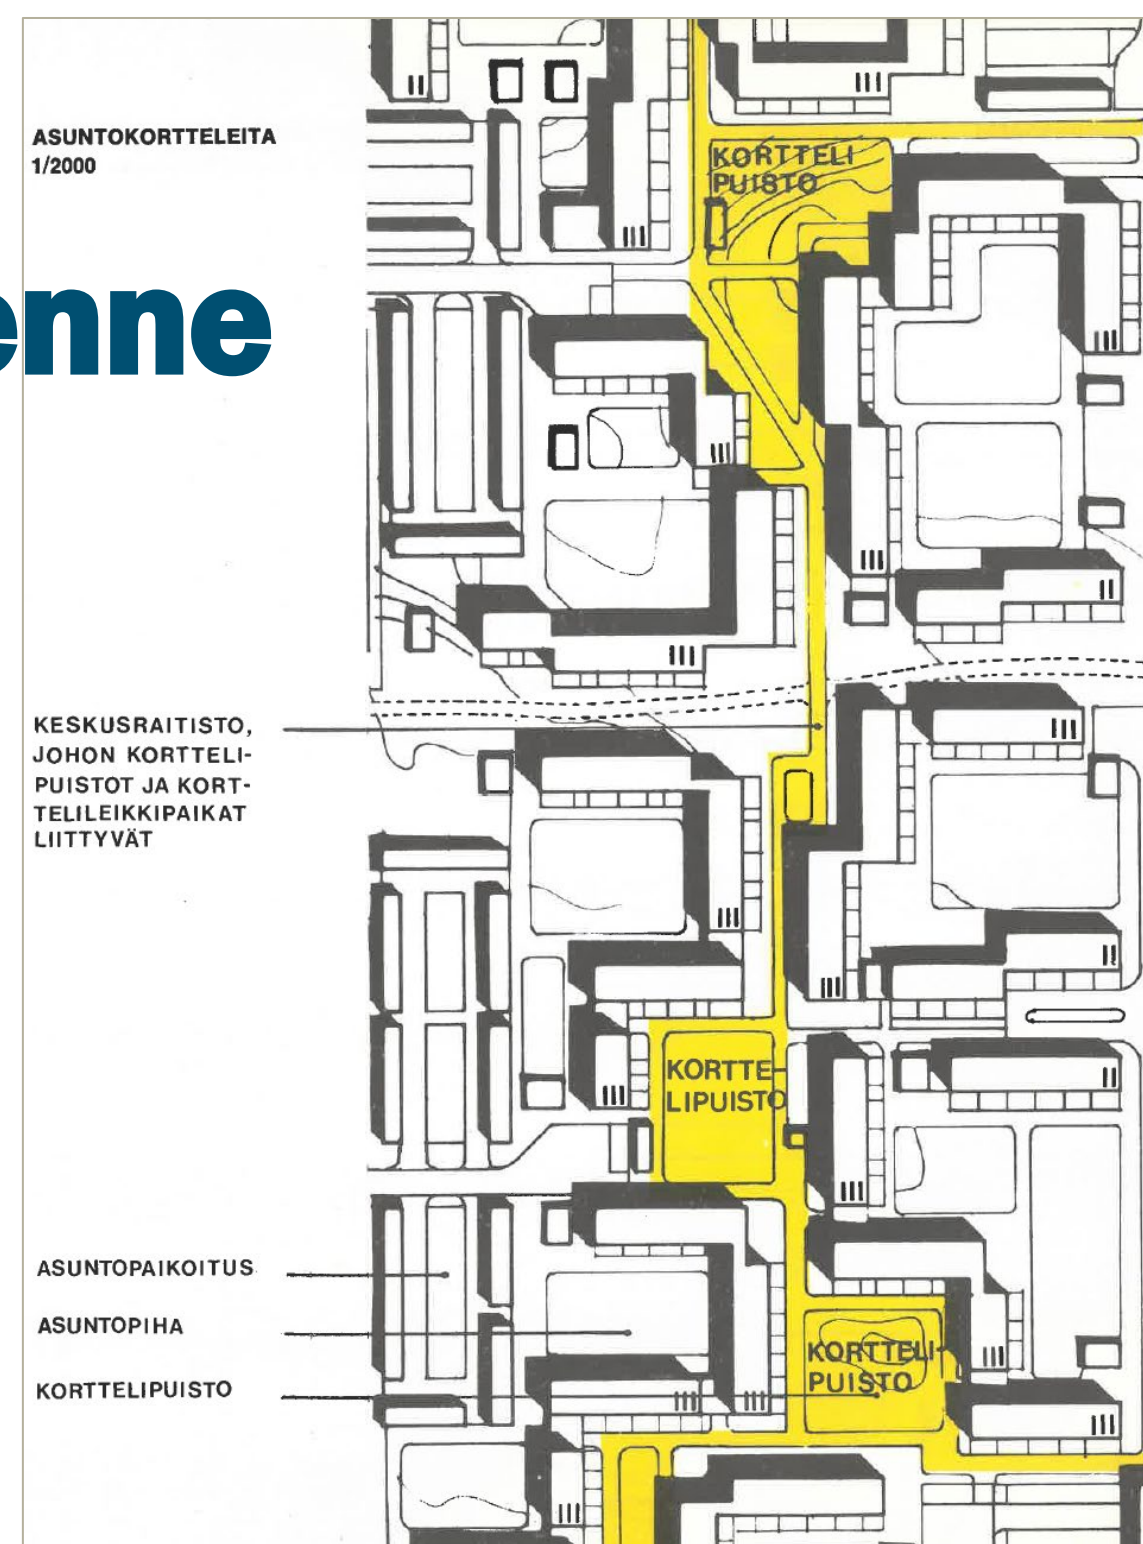 ASUNTOKORTTELEITA
1/2000
enne
KORTTELI
PUISTO
KESKUSRAITISTO,
JOHON KORTTELI-
PUISTOT JA KORT-
TELILEIKKIPAIKAT
LIITTYVÄT
KORTTE-
LIPUISTO
ASUNTOPAIKOITUS
ASUNTOPIHA
KORTTELIPUISTO
KORTTELI-
PUISTO